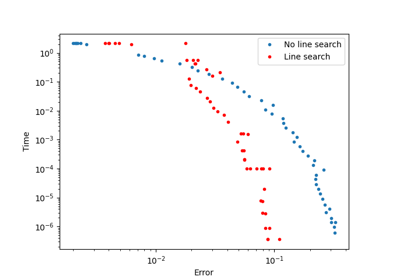 No line search
Line search
Time
10⁰
10⁻¹
10⁻²
10⁻³
10⁻⁴
10⁻⁵
10⁻⁶
10⁻²
10⁻¹
Error